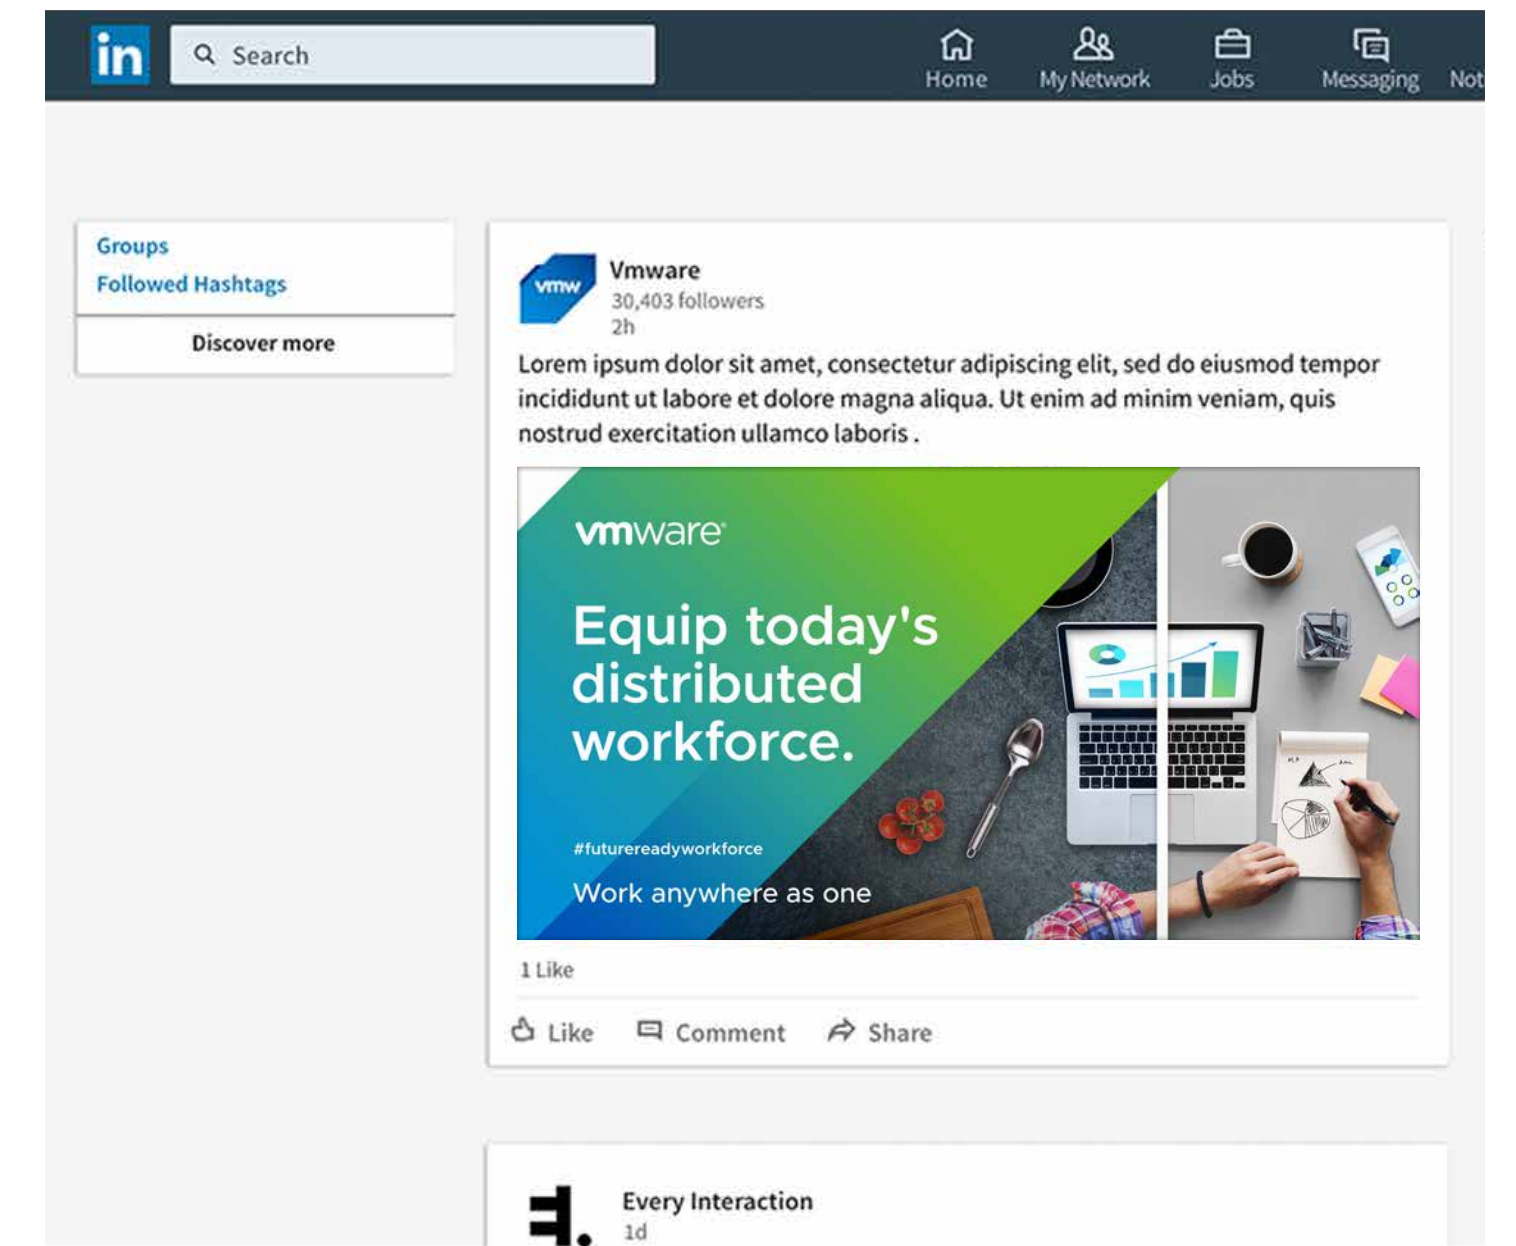 in
Search
Home
My Network
Jobs
Messaging
Not
Groups
Followed Hashtags
Discover more
vmw
Vmware
30,403 followers
2h
Lorem ipsum dolor sit amet, consectetur adipiscing elit, sed do eiusmod tempor
incididunt ut labore et dolore magna aliqua. Ut enim ad minim veniam, quis
nostrud exercitation ullamco laboris .
vmware®
Equip today's
distributed
workforce.
#futurereadyworkforce
Work anywhere as one
1 Like
Like
Comment
Share
Every Interaction
1d